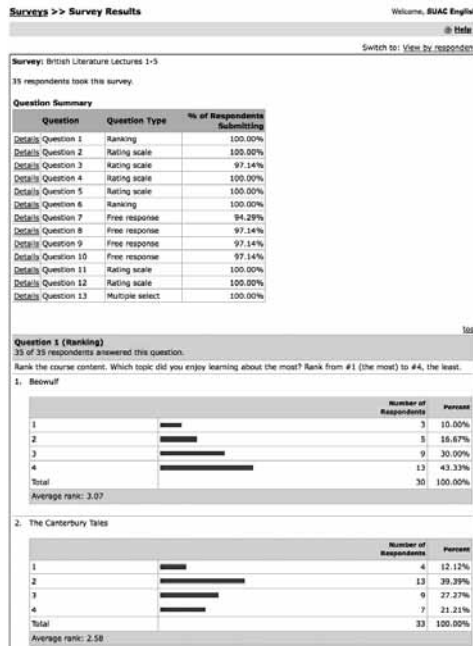 Surveys >> Survey Results
Welcome, SUAC English
Help
Switch to: View by respondent
Survey: British Literature Lectures 1-5
35 respondents took this survey.
Question Summary
Question Question Type % of Respondents Submitting
Details Question 1 Ranking 100.00%
Details Question 2 Rating scale 100.00%
Details Question 3 Rating scale 97.14%
Details Question 4 Rating scale 100.00%
Details Question 5 Rating scale 100.00%
Details Question 6 Ranking 100.00%
Details Question 7 Free response 94.29%
Details Question 8 Free response 97.14%
Details Question 9 Free response 97.14%
Details Question 10 Free response 97.14%
Details Question 11 Rating scale 100.00%
Details Question 12 Rating scale 100.00%
Details Question 13 Multiple select 100.00%
Question 1 (Ranking)
35 of 35 respondents answered this question.
Rank the course content. Which topic did you enjoy learning about the most? Rank from #1 (the most) to #4, the least.
1. Beowulf
Number of Respondents Percent
1 3 10.00%
2 5 16.67%
3 9 30.00%
4 13 43.33%
Total 30 100.00%
Average rank: 3.07
2. The Canterbury Tales
Number of Respondents Percent
1 4 12.12%
2 13 39.39%
3 9 27.27%
4 7 21.21%
Total 33 100.00%
Average rank: 2.58